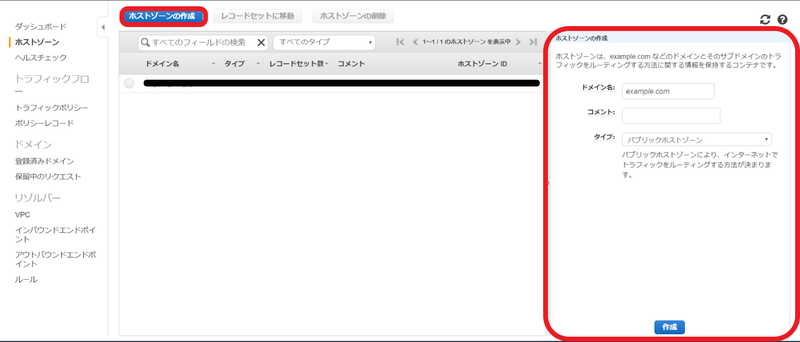 ダッシュボード
ホストゾーン
ヘルスチェック
トラフィックフロ
ー
トラフィックポリシー
ポリシーレコード
ドメイン
登録済みドメイン
保留中のリクエスト
リゾルバー
VPC
インバウンドエンドポ
イント
アウトバウンドエンドポ
イント
ルール
ホストゾーンの作成
レコードセットに移動
ホストゾーンの削除
すべてのフィールドの検索
すべてのタイプ
1~1 / 1 のホストゾーン を表示中
ドメイン名
タイプ
レコードセット数
コメント
ホストゾーン ID
ホストゾーンの作成
ホストゾーンは、example.com などのドメインとそのサブドメインのトラ
フィックをルーティングする方法に関する情報を保持するコンテナです。
ドメイン名:
example.com
コメント:
タイプ:
パブリックホストゾーン
パブリックホストゾーンにより、インターネットで
トラフィックをルーティングする方法が決まりま
す。
作成